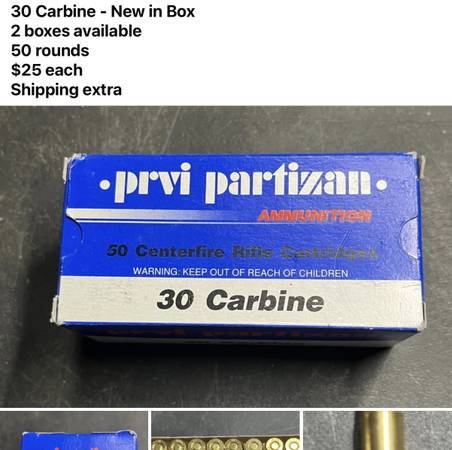 30 Carbine - New in Box
2 boxes available
50 rounds
$25 each
Shipping extra
• prvi partizan •
AMMUNITION
50 Centerfire Rifle Cartridges
WARNING: KEEP OUT OF REACH OF CHILDREN
30 Carbine